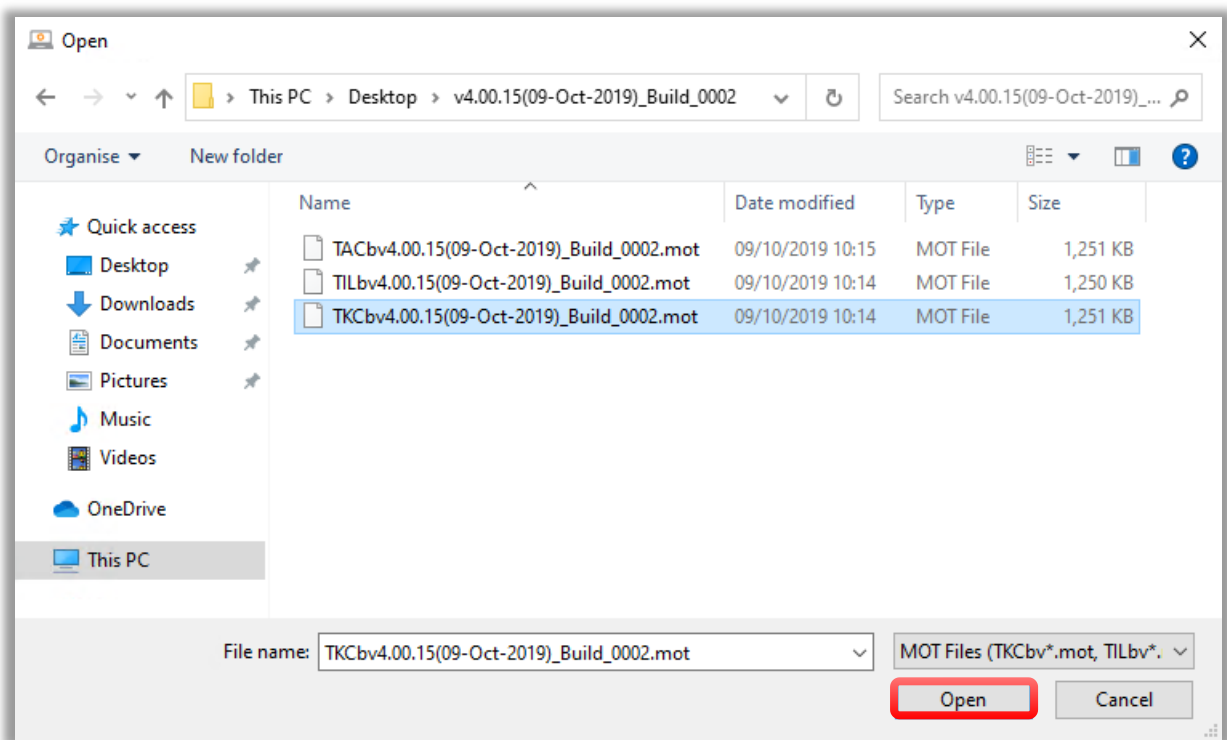 Open
This PC > Desktop > v4.00.15(09-Oct-2019)_Build_0002
Search v4.00.15(09-Oct-2019)_...
Organise
New folder
?
Name Date modified Type Size
Quick access
Desktop
Downloads
Documents
Pictures
Music
Videos
OneDrive
This PC
TACbv4.00.15(09-Oct-2019)_Build_0002.mot 09/10/2019 10:15 MOT File 1,251 KB
TILbv4.00.15(09-Oct-2019)_Build_0002.mot 09/10/2019 10:14 MOT File 1,250 KB
TKCbv4.00.15(09-Oct-2019)_Build_0002.mot 09/10/2019 10:14 MOT File 1,251 KB
File name: TKCbv4.00.15(09-Oct-2019)_Build_0002.mot MOT Files (TKCbv*.mot, TILbv*.
Open Cancel